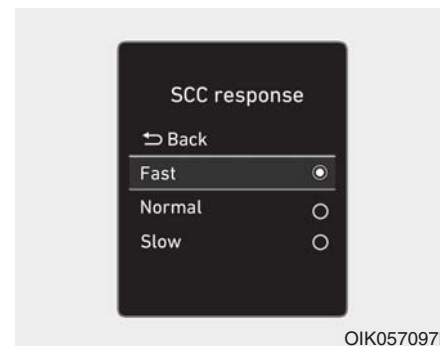 SCC response
Back
Fast
Normal
Slow
OIK057097